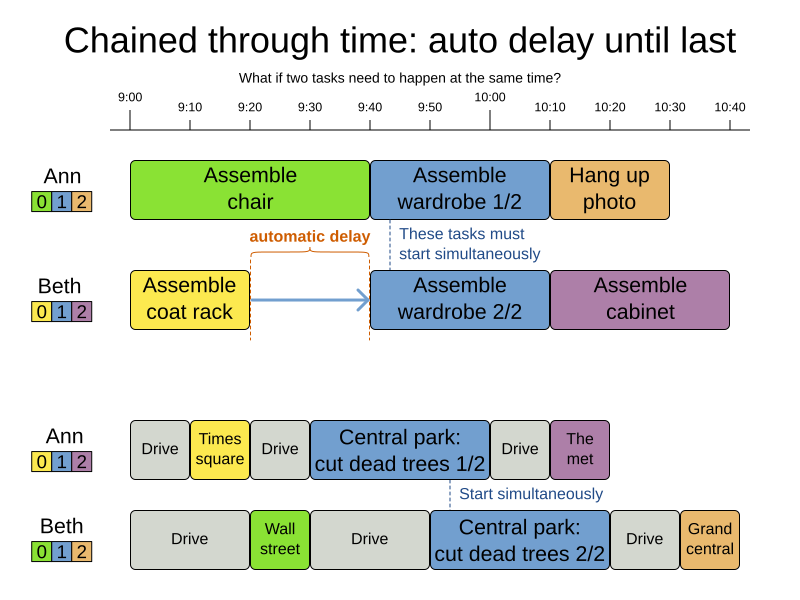 Chained through time: auto delay until last
What if two tasks need to happen at the same time?
9:00 9:10 9:20 9:30 9:40 9:50 10:00 10:10 10:20 10:30 10:40
Ann
0 1 2
Assemble
chair
Assemble
wardrobe 1/2
Hang up
photo
automatic delay
These tasks must
start simultaneously
Beth
0 1 2
Assemble
coat rack
Assemble
wardrobe 2/2
Assemble
cabinet
Ann
0 1 2
Drive
Times
square
Drive
Central park:
cut dead trees 1/2
Drive
The
met
Start simultaneously
Beth
0 1 2
Drive
Wall
street
Drive
Central park:
cut dead trees 2/2
Drive
Grand
central